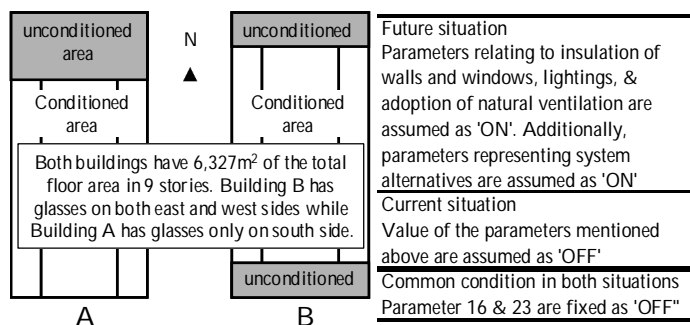 unconditioned
area
N
▲
unconditioned
Conditioned
area
Conditioned
area
Both buildings have 6,327m² of the total
floor area in 9 stories. Building B has
glasses on both east and west sides while
Building A has glasses only on south side.
unconditioned
A
B
Future situation
Parameters relating to insulation of
walls and windows, lightings, &
adoption of natural ventilation are
assumed as 'ON'. Additionally,
parameters representing system
alternatives are assumed as 'ON'
Current situation
Value of the parameters mentioned
above are assumed as 'OFF'
Common condition in both situations
Parameter 16 & 23 are fixed as 'OFF"